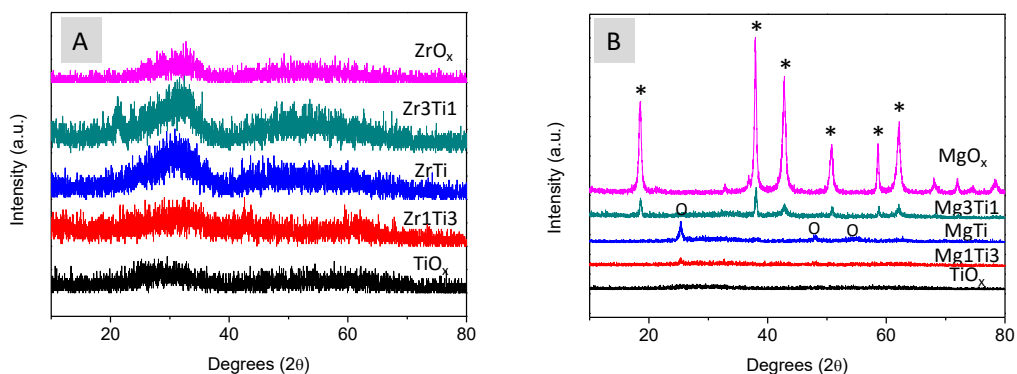 A
ZrOₓ
Zr3Ti1
ZrTi
Zr1Ti3
TiOₓ
Intensity (a.u.)
20 40 60 80
Degrees (2θ)
B
* * * * * *
MgOₓ
Mg3Ti1
O O O
MgTi
Mg1Ti3
TiOₓ
Intensity (a.u.)
20 40 60 80
Degrees (2θ)